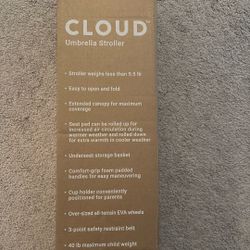 CLOUD™
Umbrella Stroller
• Stroller weighs less than 9.5 lb
• Easy to open and fold
• Extended canopy for maximum
coverage
• Seat pad can be rolled up for
increased air circulation during
warmer weather and rolled down
for extra warmth in cooler weather
• Underseat storage basket
• Comfort-grip foam padded
handles for easy maneuvering
• Cup holder conveniently
positioned for parents
• Over-sized all-terrain EVA wheels
• 3-point safety restraint belt
• 40 lb maximum child weight